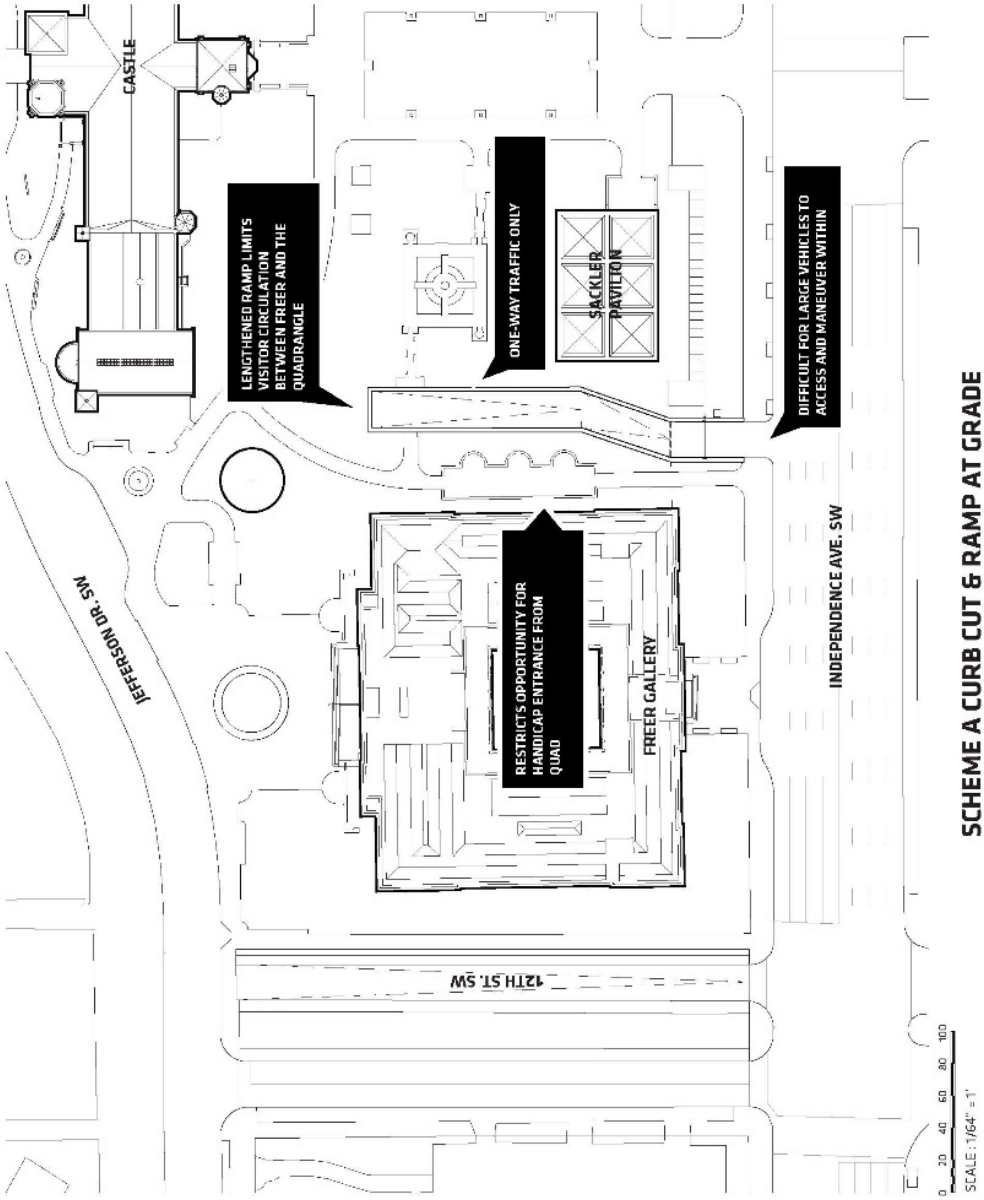 CASTLE
LENGTHENED RAMP LIMITS
VISITOR CIRCULATION
BETWEEN FREER AND THE
QUADRANGLE
ONE-WAY TRAFFIC ONLY
SACKLER
PAVILION
DIFFICULT FOR LARGE VEHICLES TO
ACCESS AND MANEUVER WITHIN
JEFFERSON DR. SW
RESTRICTS OPPORTUNITY FOR
HANDICAP ENTRANCE FROM
QUAD
FREER GALLERY
INDEPENDENCE AVE. SW
12TH ST. SW
0 20 40 60 80 100
SCALE : 1/64" = 1'
SCHEME A CURB CUT & RAMP AT GRADE